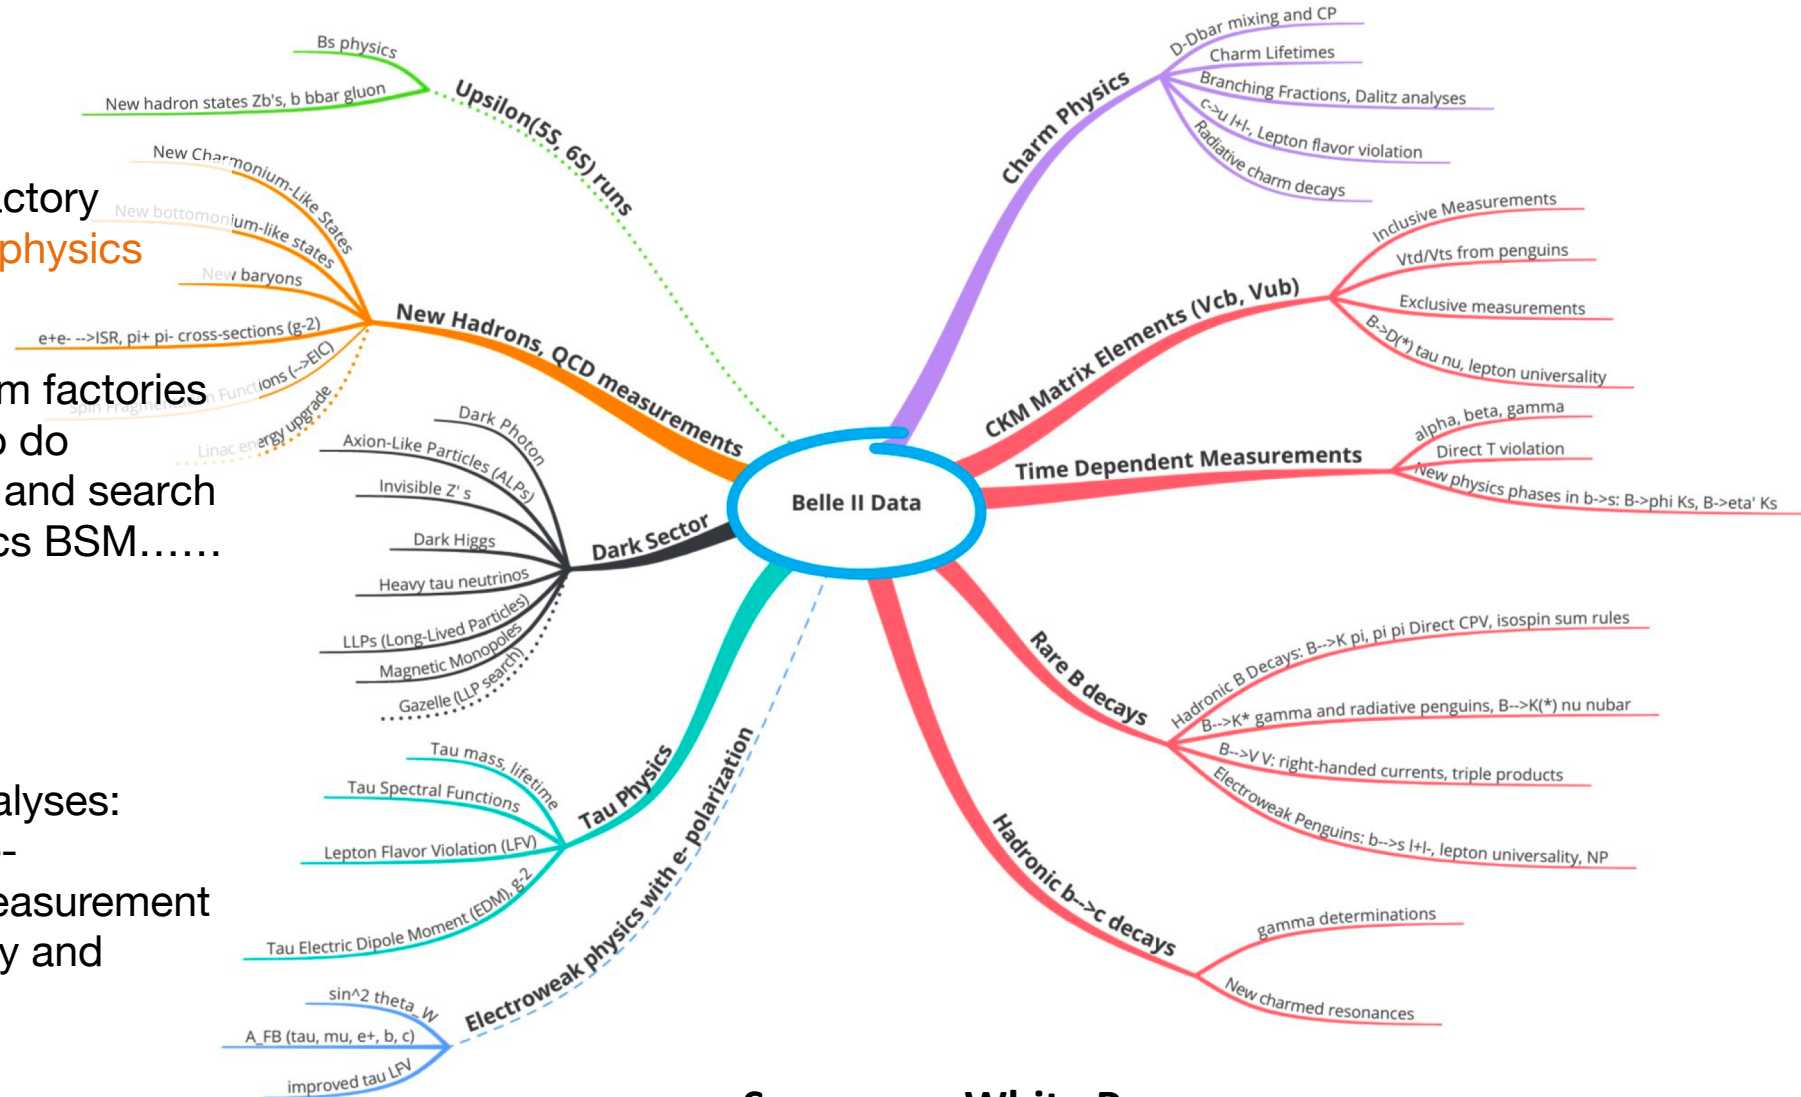 Belle II Data
Upsilon(5S, 6S) runs
Bs physics
New hadron states Zb's, b bbar gluon
New Hadrons, QCD measurements
New Charmonium-Like States
New bottomonium-like states
New baryons
e+e- -->ISR, pi+ pi- cross-sections (g-2)
Spin Fragmentation Functions (-->EIC)
Linac energy upgrade
Dark Sector
Dark Photon
Axion-Like Particles (ALPs)
Invisible Z' s
Dark Higgs
Heavy tau neutrinos
LLPs (Long-Lived Particles)
Magnetic Monopoles
Gazelle (LLP search)
Tau Physics
Tau mass, lifetime
Tau Spectral Functions
Lepton Flavor Violation (LFV)
Tau Electric Dipole Moment (EDM), g-2
Electroweak physics with e- polarization
sin^2 theta_W
A_FB (tau, mu, e+, b, c)
improved tau LFV
Charm Physics
D-Dbar mixing and CP
Charm Lifetimes
Branching Fractions, Dalitz analyses
c->u l+l-, Lepton flavor violation
Radiative charm decays
CKM Matrix Elements (Vcb, Vub)
Inclusive Measurements
Vtd/Vts from penguins
Exclusive measurements
B->D(*) tau nu, lepton universality
Time Dependent Measurements
alpha, beta, gamma
Direct T violation
New physics phases in b->s: B->phi Ks, B->eta' Ks
Rare B decays
Hadronic B Decays: B-->K pi, pi pi Direct CPV, isospin sum rules
B-->K* gamma and radiative penguins, B-->K(*) nu nubar
B-->V V: right-handed currents, triple products
Electroweak Penguins: b-->s l+l-, lepton universality, NP
Hadronic b-->c decays
gamma determinations
New charmed resonances
actory
physics
m factories
o do
and search
cs BSM......
alyses:
--
easurement
y and